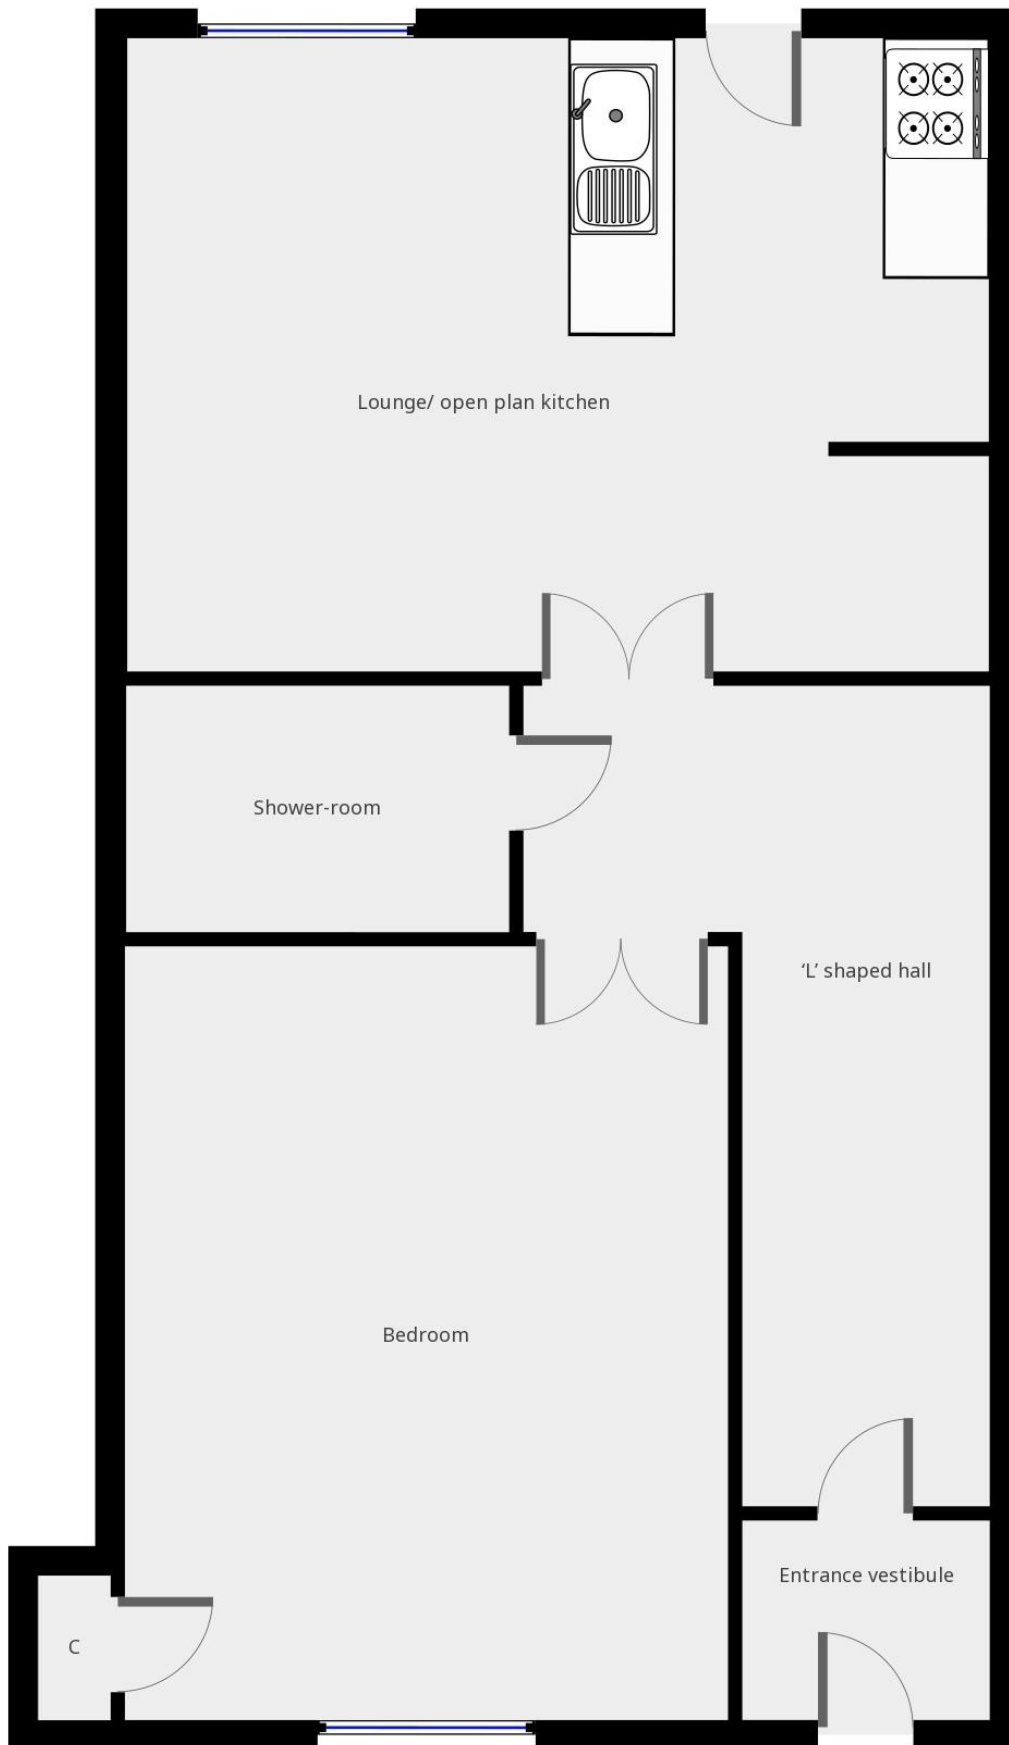 Lounge/ open plan kitchen
Shower-room
‘L’ shaped hall
Bedroom
Entrance vestibule
C